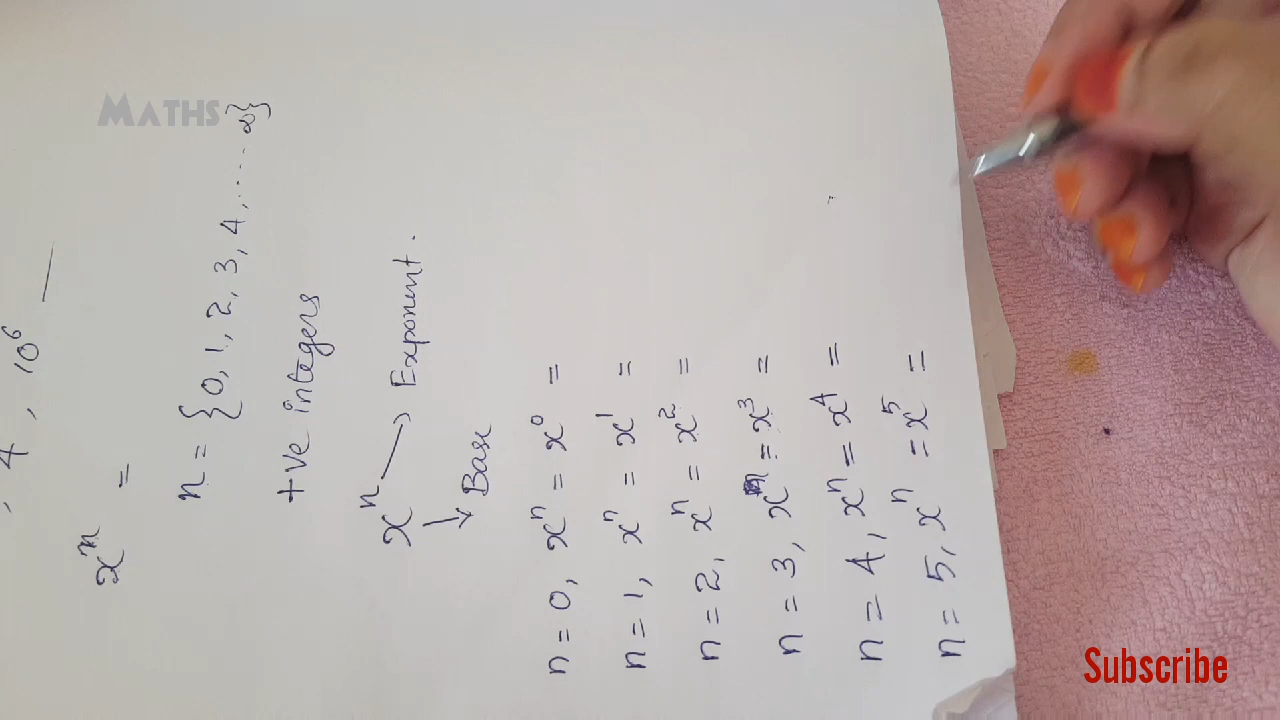 , 4 , 10⁶ —
xⁿ =
n = {0, 1, 2, 3, 4, .... ∞}
+ve integers
xⁿ → Exponent.
↓ Base
n = 0, xⁿ = x⁰ =
n = 1, xⁿ = x¹ =
n = 2, xⁿ = x² =
n = 3, xⁿ = x³ =
n = 4, xⁿ = x⁴ =
n = 5, xⁿ = x⁵ =
MATHS
Subscribe